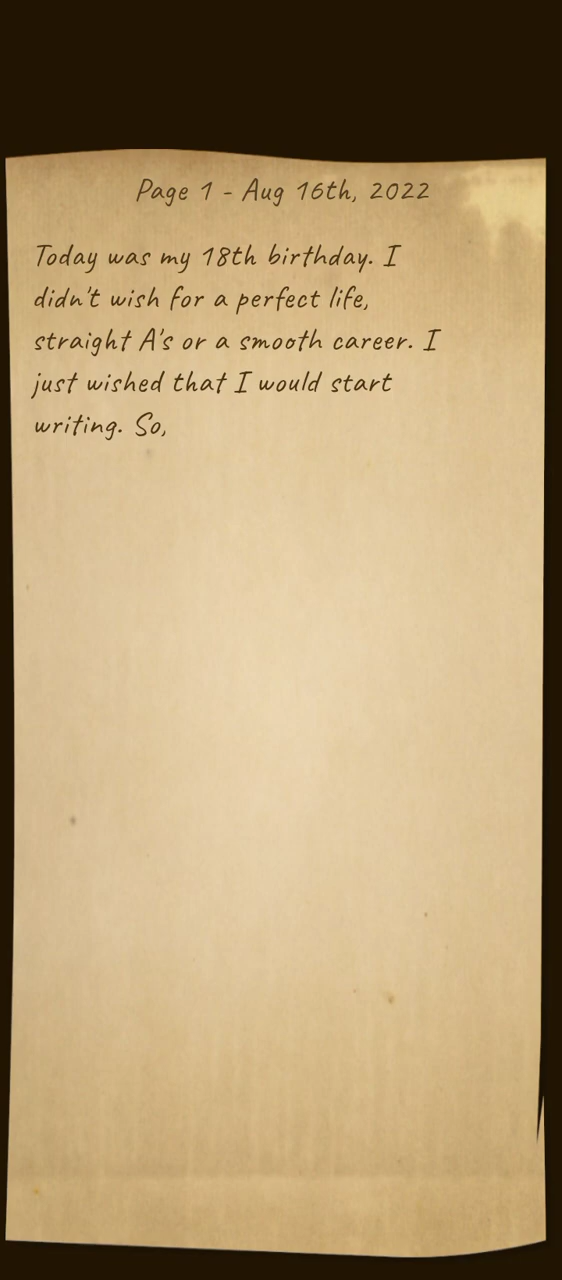 Page 1 - Aug 16th, 2022
Today was my 18th birthday. I
didn't wish for a perfect life,
straight A's or a smooth career. I
just wished that I would start
writing. So,